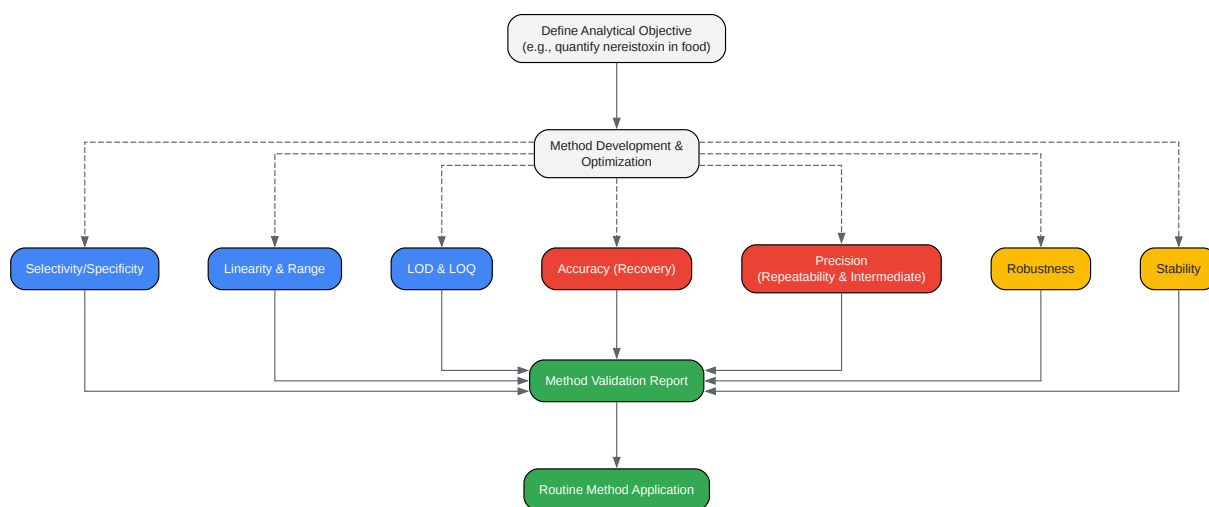 Define Analytical Objective
(e.g., quantify nereistoxin in food)
Method Development &
Optimization
Selectivity/Specificity
Linearity & Range
LOD & LOQ
Accuracy (Recovery)
Precision
(Repeatability & Intermediate)
Robustness
Stability
Method Validation Report
Routine Method Application